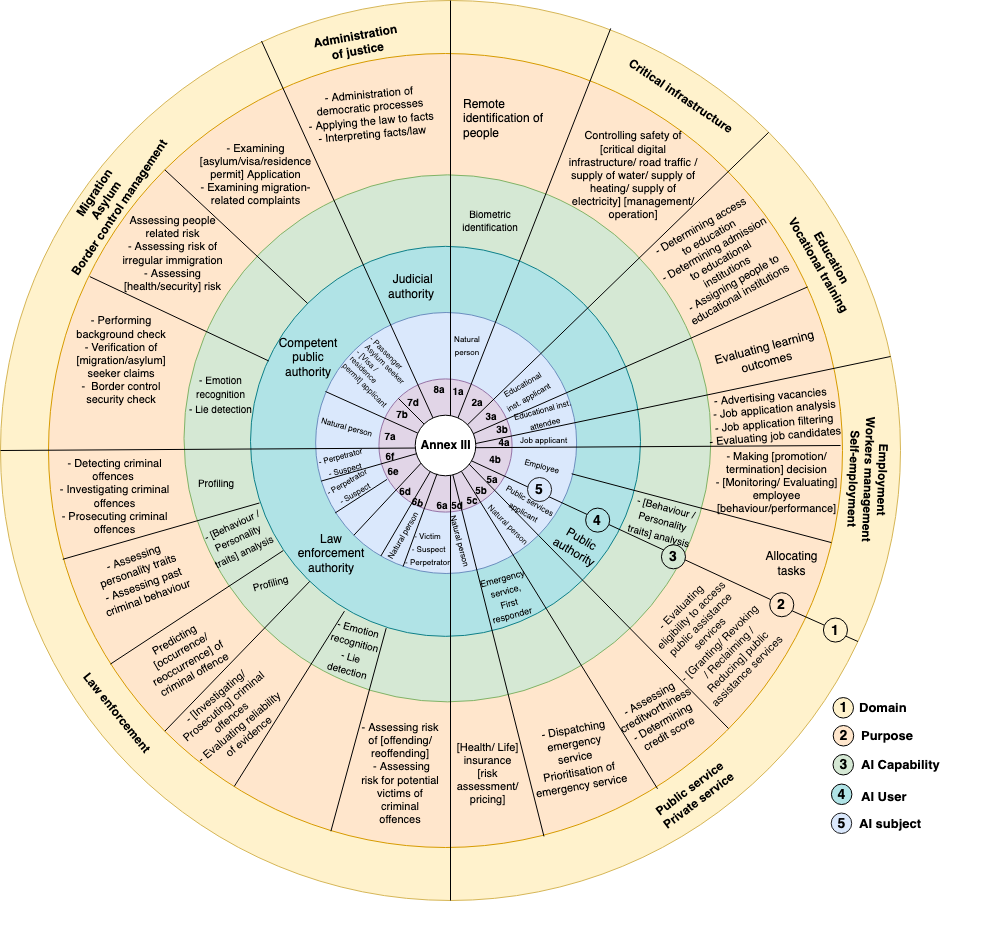 Administration
of justice
Critical infrastructure
Education
Vocational training
Employment
Workers management
Self-employment
Public service
Private service
Law enforcement
Migration
Asylum
Border control management
- Administration of
democratic processes
- Applying the law to facts
- Interpreting facts/law
Remote
identification of
people
Controlling safety of
[critical digital
infrastructure/ road traffic /
supply of water/ supply of
heating/ supply of
electricity] [management/
operation]
- Determining access
to education
- Determining admission
to educational
institutions
- Assigning people to
educational institutions
Evaluating learning
outcomes
- Advertising vacancies
- Job application analysis
- Job application filtering
- Evaluating job candidates
- Making [promotion/
termination] decision
- [Monitoring/ Evaluating]
employee
[behaviour/performance]
Allocating
tasks
- Evaluating
eligibility to access
public assistance
services
- [Granting/ Revoking
/ Reclaiming /
Reducing] public
assistance services
- Assessing
creditworthiness
- Determining
credit score
- Dispatching
emergency
service
Prioritisation of
emergency service
[Health/ Life]
insurance
[risk
assessment/
pricing]
- Assessing risk
of [offending/
reoffending]
- Assessing
risk for potential
victims of
criminal
offences
- [Investigating/
Prosecuting] criminal
offences
- Evaluating reliability
of evidence
Predicting
[occurrence/
reoccurrence] of
criminal offence
- Assessing
personality traits
- Assessing past
criminal behaviour
- Detecting criminal
offences
- Investigating criminal
offences
- Prosecuting criminal
offences
- Performing
background check
- Verification of
[migration/asylum]
seeker claims
- Border control
security check
Assessing people
related risk
- Assessing risk of
irregular immigration
- Assessing
[health/security] risk
- Examining
[asylum/visa/residence
permit] Application
- Examining migration-
related complaints
Biometric
identification
- [Behaviour /
Personality
traits] analysis
- Emotion
recognition
- Lie
detection
Profiling
- [Behaviour /
Personality
traits] analysis
Profiling
- Emotion
recognition
- Lie detection
Judicial
authority
Competent
public
authority
Law
enforcement
authority
Emergency
service,
First
responder
Public
authority
Natural
person
Educational
inst. applicant
Educational inst.
attendee
Job applicant
Employee
Public services
applicant
Natural person
Natural person
- Victim
- Suspect
- Perpetrator
Natural person
- Perpetrator
- Suspect
- Perpetrator
- Suspect
Natural person
- Passenger
- Asylum seeker
- [Visa /
residence
permit] applicant
8a
1a
2a
3a
3b
4a
4b
5a
5b
5c
5d
6a
6b
6d
6e
6f
7a
7b
7d
Annex III
5
4
3
2
1
1 Domain
2 Purpose
3 AI Capability
4 AI User
5 AI subject